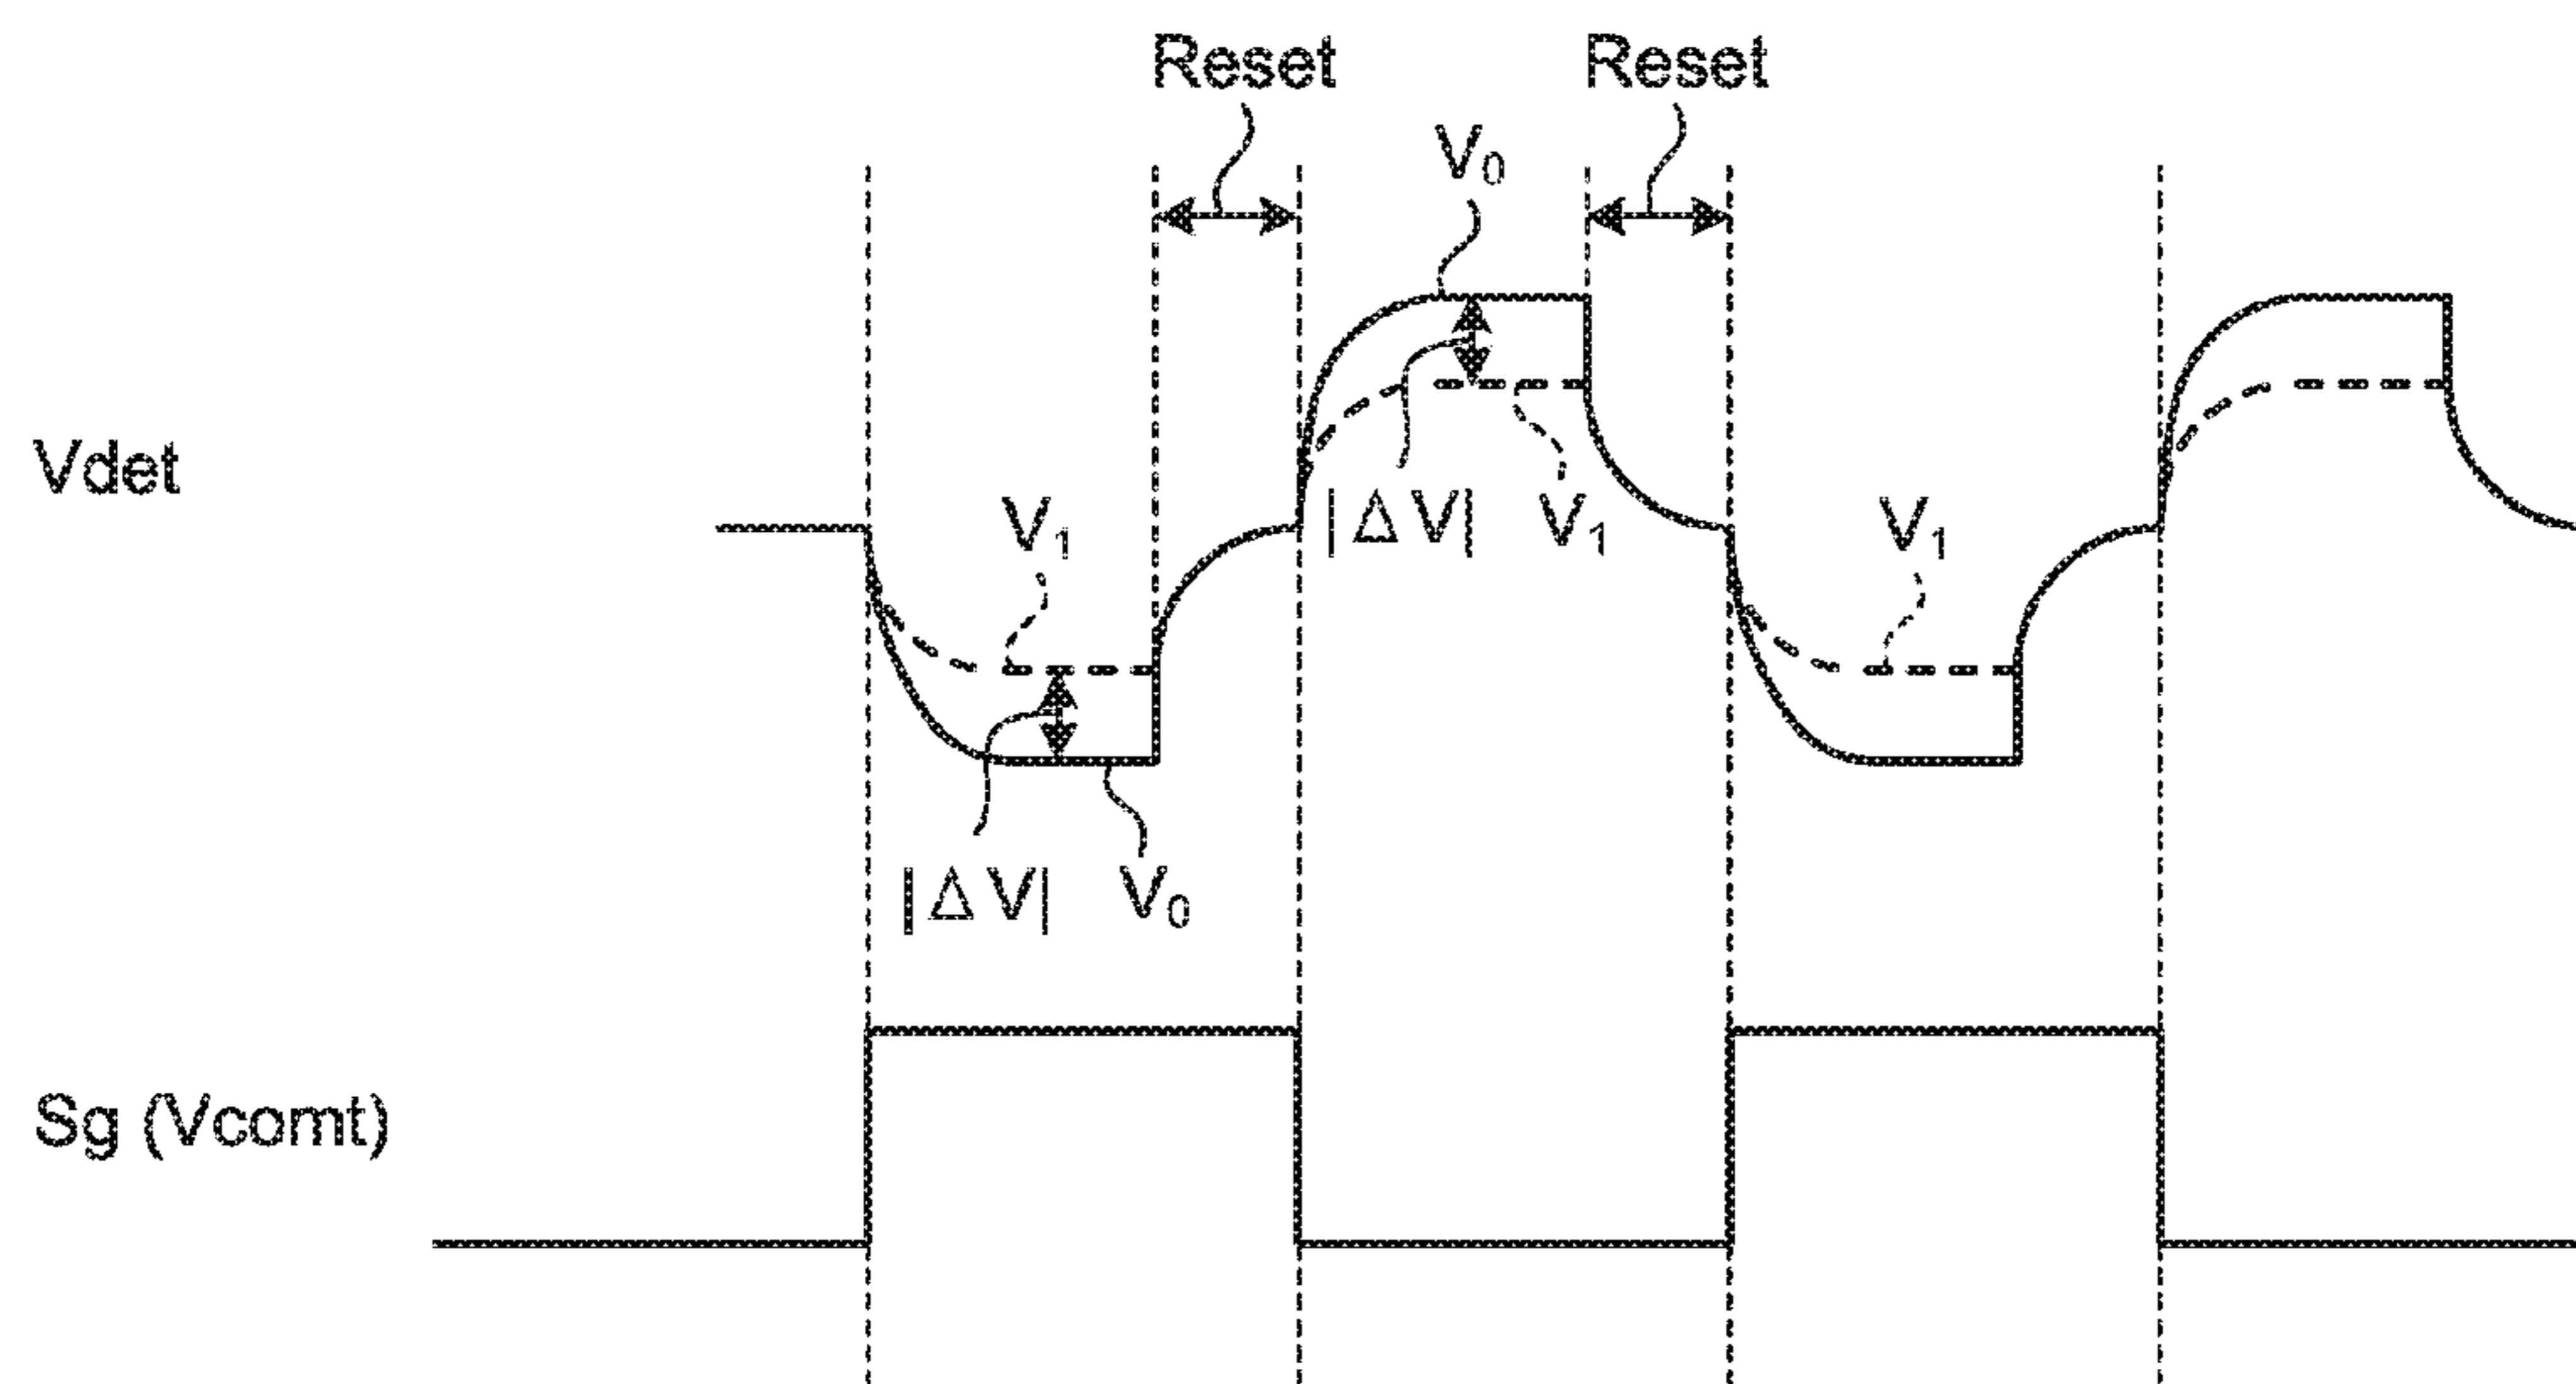 Reset Reset
V₀
Vdet
V₁ |ΔV| V₁ V₁
|ΔV| V₀
Sg (Vcomt)